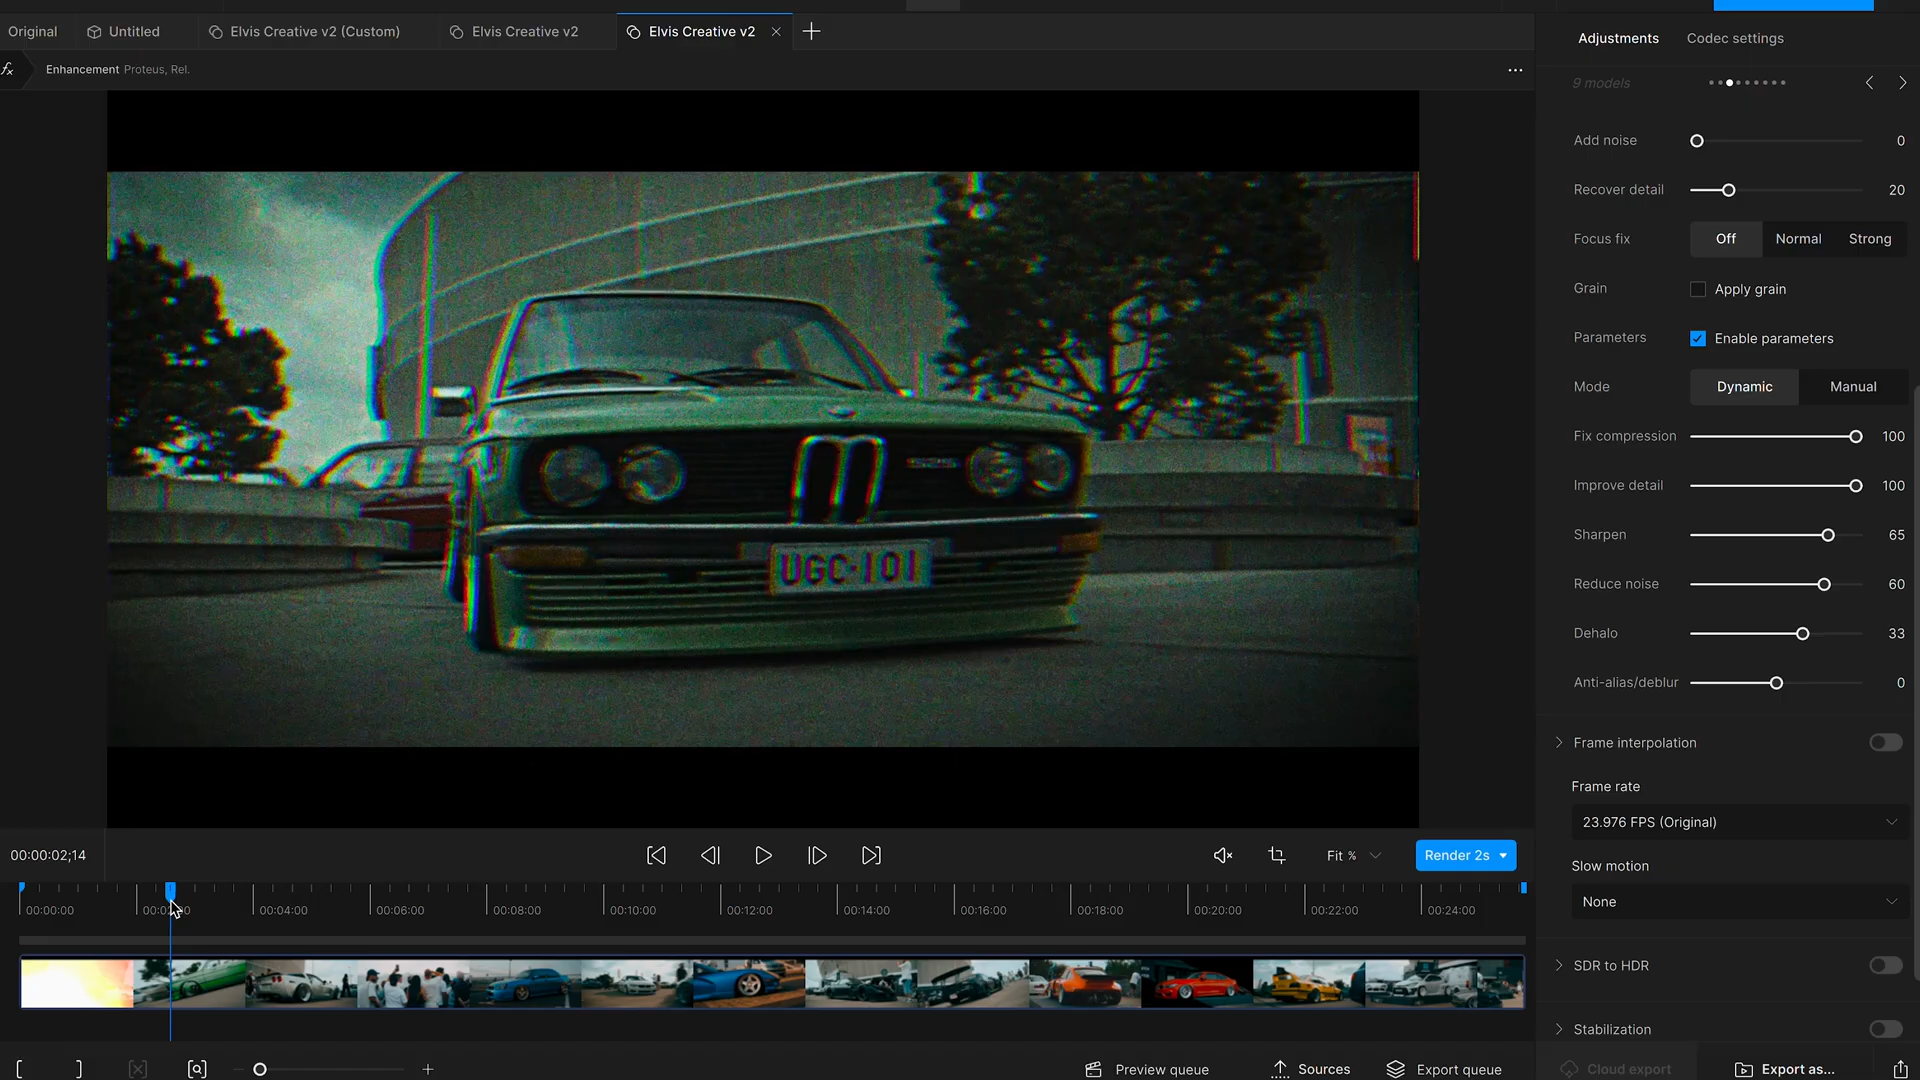 Original
Untitled
Elvis Creative v2 (Custom)
Elvis Creative v2
Elvis Creative v2
Adjustments
Codec settings
fx
Enhancement Proteus, Rel.
9 models
Add noise
0
Recover detail
20
Focus fix
Off
Normal
Strong
Grain
Apply grain
Parameters
Enable parameters
Mode
Dynamic
Manual
Fix compression
100
Improve detail
100
Sharpen
65
Reduce noise
60
Dehalo
33
Anti-alias/deblur
0
UGC·101
Frame interpolation
Frame rate
23.976 FPS (Original)
Slow motion
None
SDR to HDR
Stabilization
00:00:02;14
Fit %
Render 2s
00:00:00
00:04:00
00:06:00
00:08:00
00:10:00
00:12:00
00:14:00
00:16:00
00:18:00
00:20:00
00:22:00
00:24:00
Preview queue
Sources
Export queue
Cloud export
Export as...